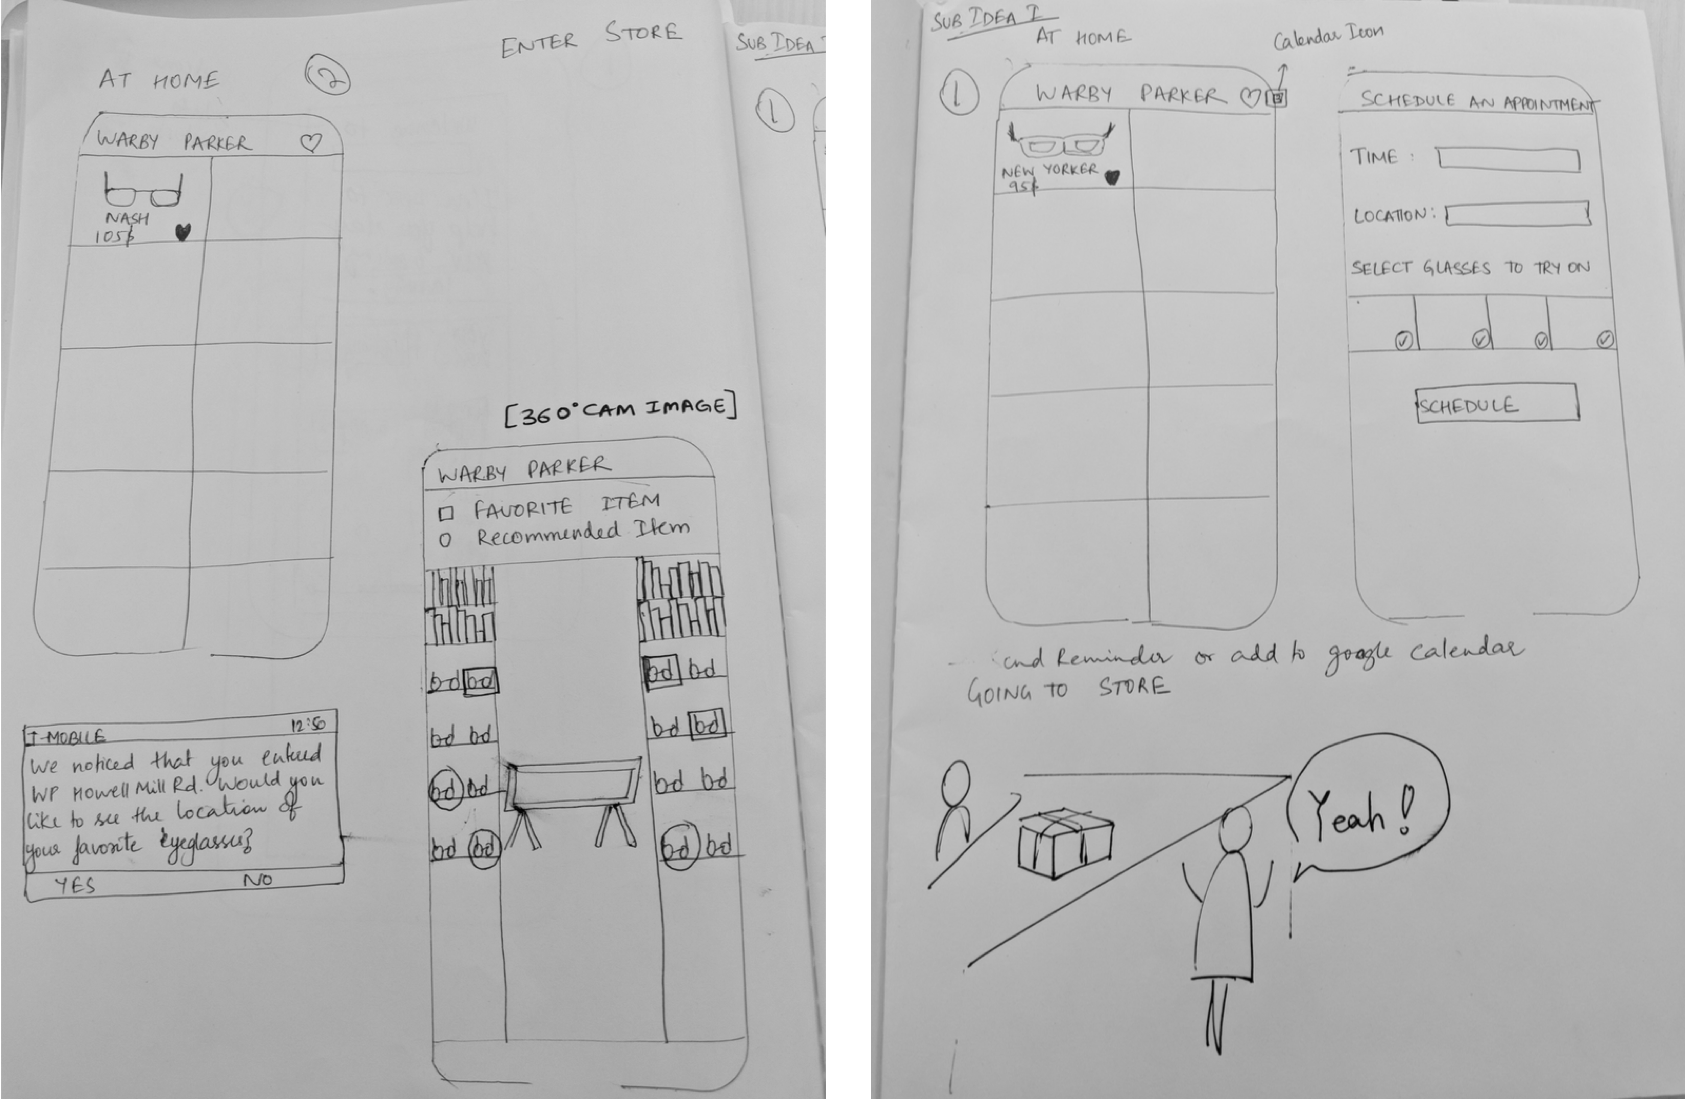 ENTER STORE
AT HOME
2
WARBY PARKER
NASH
105$
T-MOBILE 12:50
We noticed that you entered
WP Howell Mill Rd. Would you
like to see the location of
your favorite eyeglasses?
YES NO
[360° CAM IMAGE]
WARBY PARKER
FAVORITE ITEM
Recommended Item
SUB IDEA
1
SUB IDEA I
AT HOME
Calendar Icon
1
WARBY PARKER
NEW YORKER
95$
SCHEDULE AN APPOINTMENT
TIME :
LOCATION:
SELECT GLASSES TO TRY ON
SCHEDULE
Reminder or add to google calendar
GOING TO STORE
Yeah!